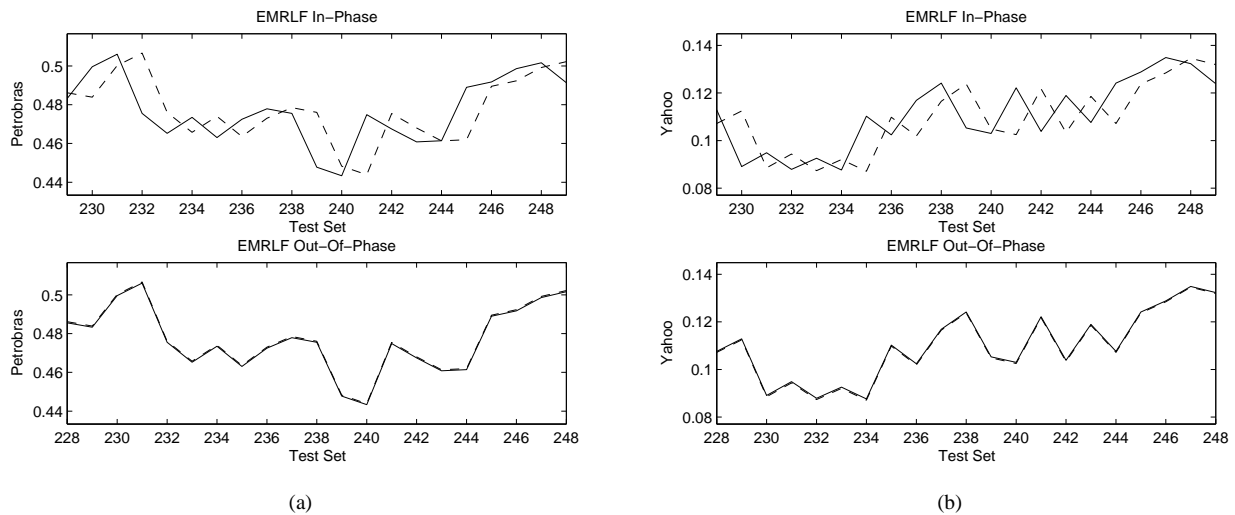 EMRLF In−Phase
0.5
0.48
0.46
0.44
Petrobras
230 232 234 236 238 240 242 244 246 248
Test Set
EMRLF Out−Of−Phase
0.5
0.48
0.46
0.44
Petrobras
228 230 232 234 236 238 240 242 244 246 248
Test Set
(a)
EMRLF In−Phase
0.14
0.12
0.1
0.08
Yahoo
230 232 234 236 238 240 242 244 246 248
Test Set
EMRLF Out−Of−Phase
0.14
0.12
0.1
0.08
Yahoo
228 230 232 234 236 238 240 242 244 246 248
Test Set
(b)